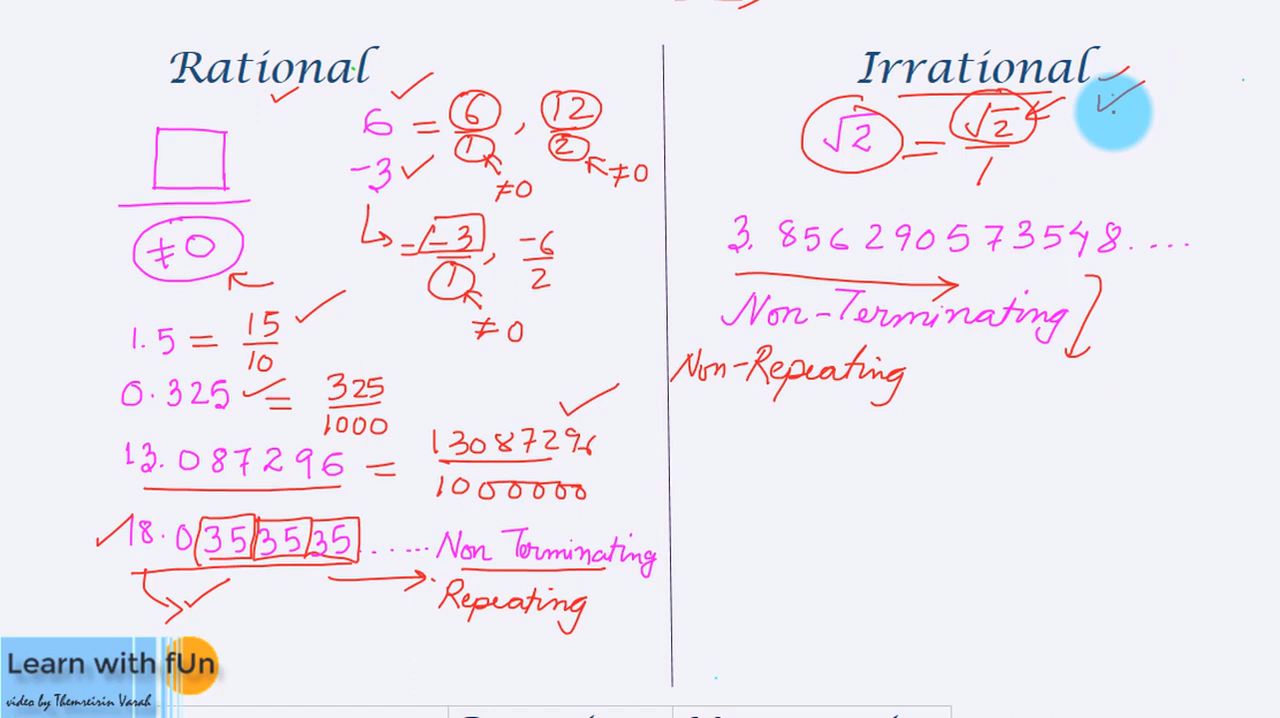 Rational
6 = 6/1, 12/2
≠0 ≠0
-3
= -3/1, -6/2
≠0
≠0
1.5 = 15/10
0.325 = 325/1000
13.087296 = 13087296/1000000
18.0353535...... Non Terminating
Repeating
Irrational
√2 = √2/1
3.856290573548....
Non-Terminating
Non-Repeating
Learn with fUn
video by Themreirin Varah